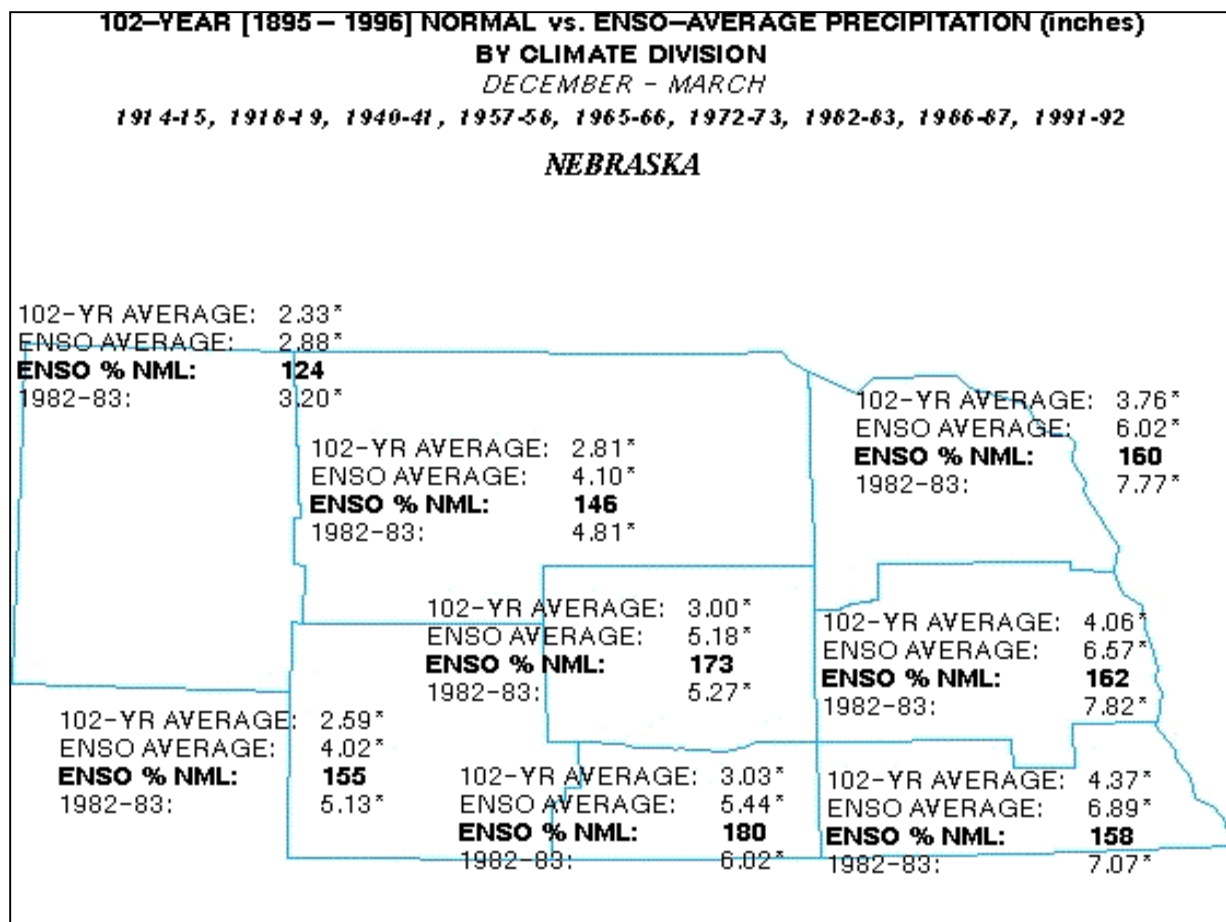 102–YEAR [1895 – 1996] NORMAL vs. ENSO–AVERAGE PRECIPITATION (inches)
BY CLIMATE DIVISION
DECEMBER – MARCH
1914-15, 1918-19, 1940-41, 1957-58, 1965-66, 1972-73, 1982-83, 1986-87, 1991-92
NEBRASKA
102-YR AVERAGE: 2.33"
ENSO AVERAGE: 2.88"
ENSO % NML: 124
1982-83: 3.20"
102-YR AVERAGE: 2.81"
ENSO AVERAGE: 4.10"
ENSO % NML: 146
1982-83: 4.81"
102-YR AVERAGE: 3.76"
ENSO AVERAGE: 6.02"
ENSO % NML: 160
1982-83: 7.77"
102-YR AVERAGE: 3.00"
ENSO AVERAGE: 5.18"
ENSO % NML: 173
1982-83: 5.27"
102-YR AVERAGE: 4.06"
ENSO AVERAGE: 6.57"
ENSO % NML: 162
1982-83: 7.82"
102-YR AVERAGE: 2.59"
ENSO AVERAGE: 4.02"
ENSO % NML: 155
1982-83: 5.13"
102-YR AVERAGE: 3.03"
ENSO AVERAGE: 5.44"
ENSO % NML: 180
1982-83: 6.02"
102-YR AVERAGE: 4.37"
ENSO AVERAGE: 6.89"
ENSO % NML: 158
1982-83: 7.07"